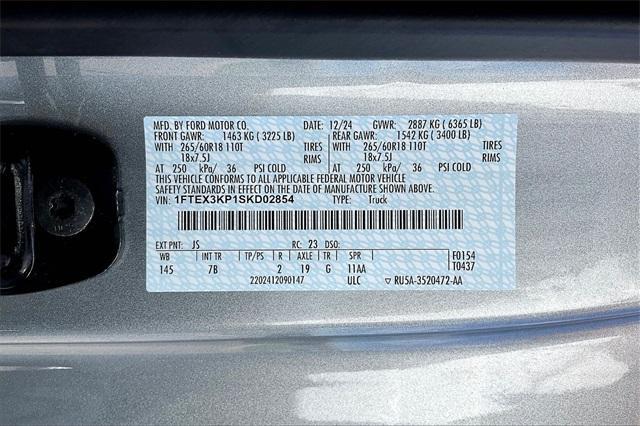 MFD. BY FORD MOTOR CO. DATE: 12/24 GVWR: 2887 KG ( 6365 LB)
FRONT GAWR: 1463 KG ( 3225 LB) REAR GAWR: 1542 KG ( 3400 LB)
WITH 265/60R18 110T TIRES WITH 265/60R18 110T TIRES
18x7.5J RIMS 18x7.5J RIMS
AT 250 kPa/ 36 PSI COLD AT 250 kPa/ 36 PSI COLD
THIS VEHICLE CONFORMS TO ALL APPLICABLE FEDERAL MOTOR VEHICLE
SAFETY STANDARDS IN EFFECT ON THE DATE OF MANUFACTURE SHOWN ABOVE.
VIN: 1FTEX3KP1SKD02854 TYPE: Truck
EXT PNT: JS RC: 23 DSO:
WB INT TR TP/PS R AXLE TR SPR F0154
145 7B 2 19 G 11AA T0437
2202412090147 ULC ▽ RU5A-3520472-AA